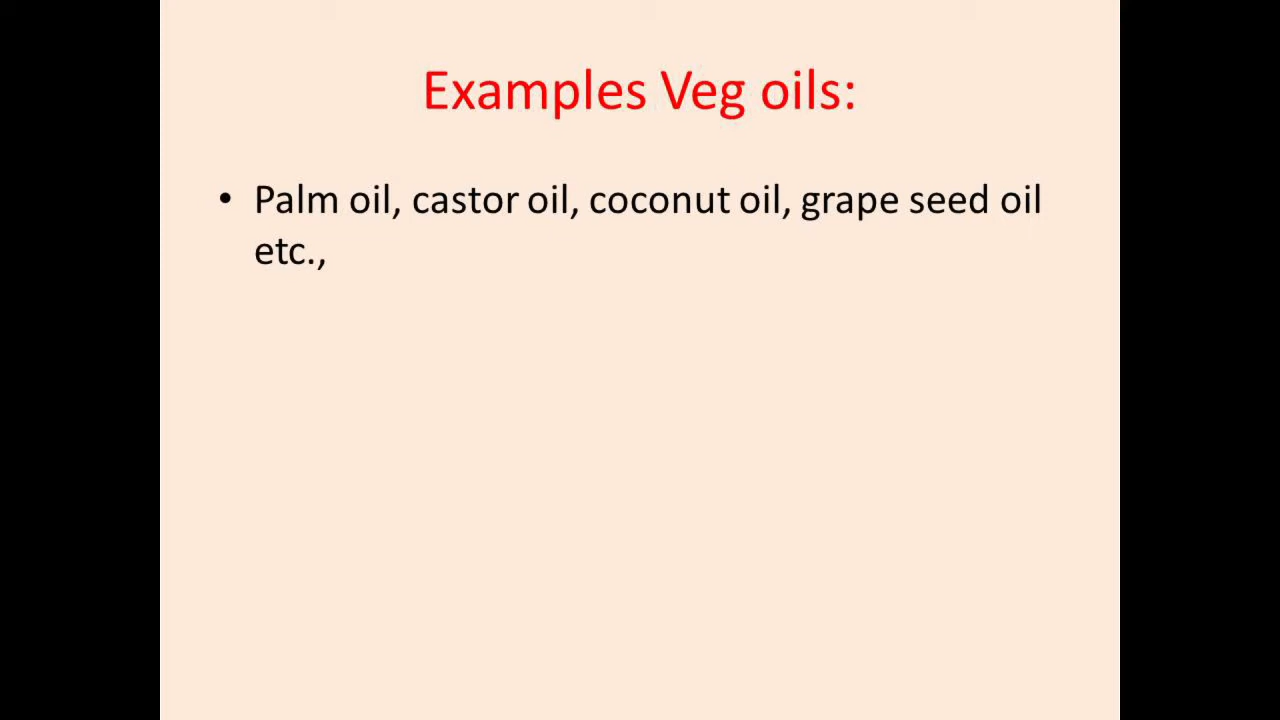 Examples Veg oils:
• Palm oil, castor oil, coconut oil, grape seed oil
etc.,